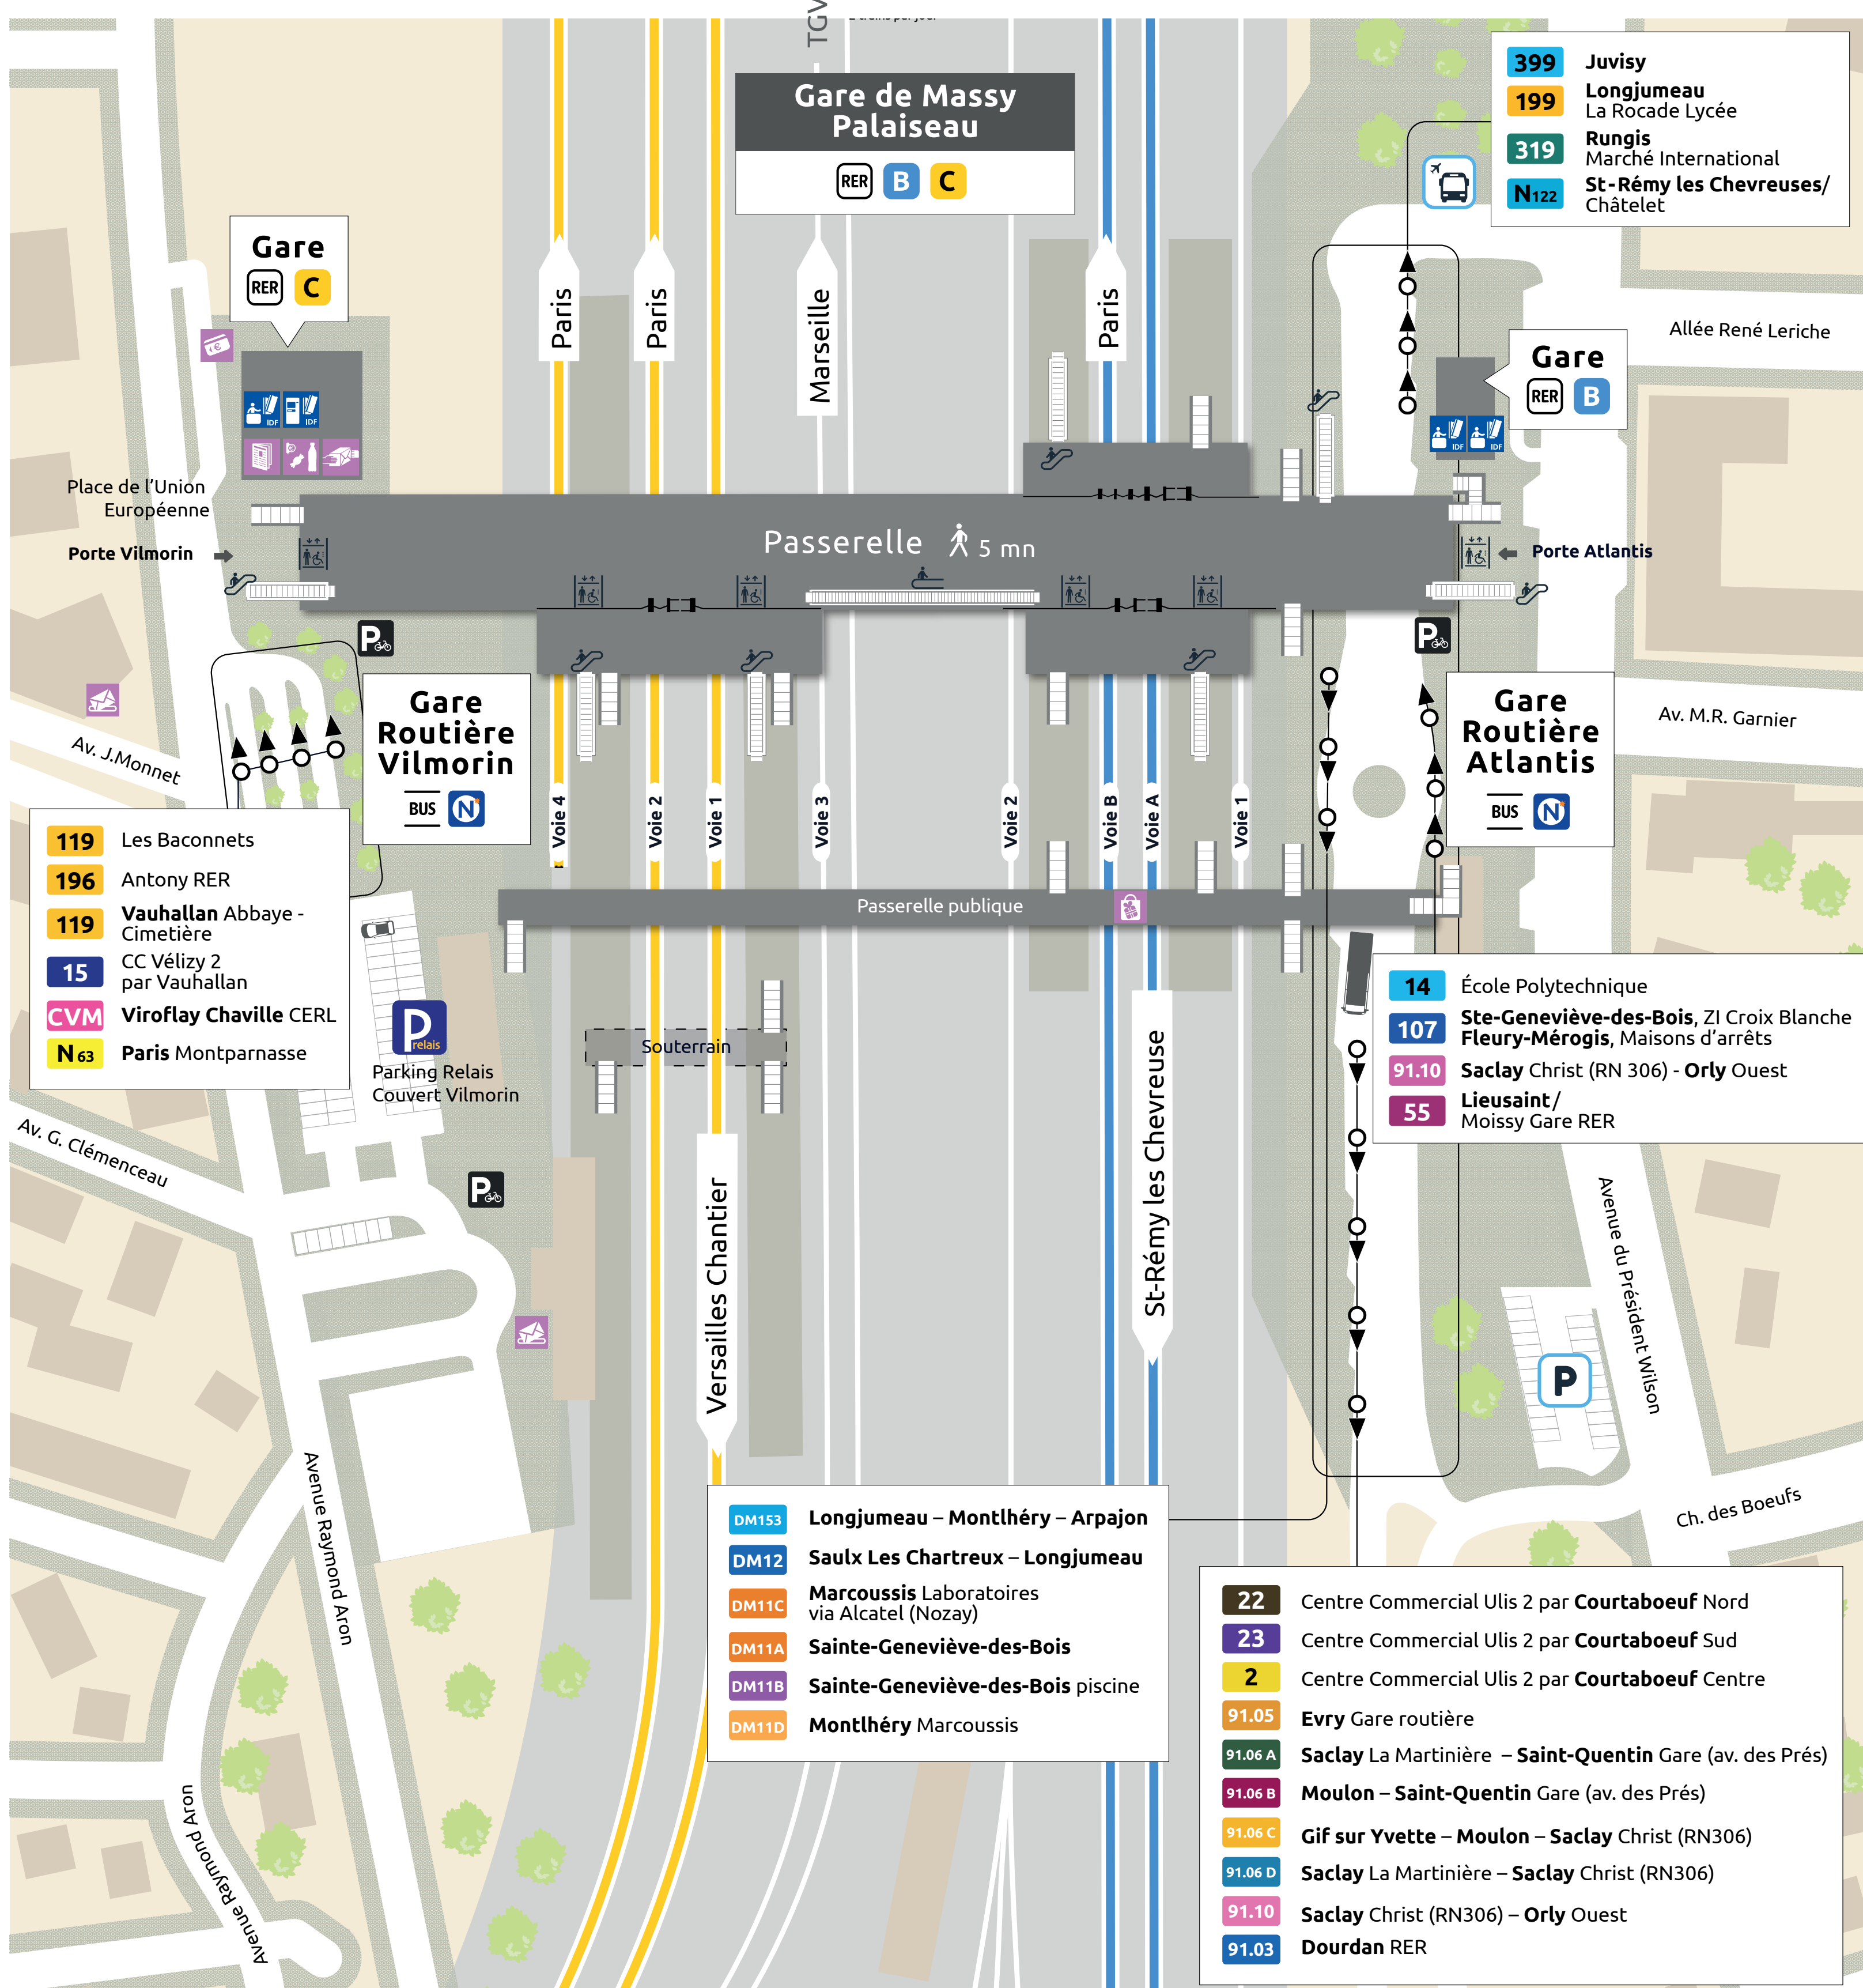 TGV
Gare de Massy
Palaiseau
RER B C
399 Juvisy
199 Longjumeau
La Rocade Lycée
319 Rungis
Marché International
N122 St-Rémy les Chevreuses/
Châtelet
Gare
RER C
Paris
Paris
Marseille
Paris
Allée René Leriche
Gare
RER B
IDF
IDF
IDF
IDF
Place de l'Union
Européenne
Porte Vilmorin
Passerelle 5 mn
Porte Atlantis
P
P
Gare
Routière
Vilmorin
BUS N
Gare
Routière
Atlantis
BUS N
Av. M.R. Garnier
Av. J.Monnet
Voie 4
Voie 2
Voie 1
Voie 3
Voie 2
Voie B
Voie A
Voie 1
119 Les Baconnets
196 Antony RER
119 Vauhallan Abbaye -
Cimetière
15 CC Vélizy 2
par Vauhallan
CVM Viroflay Chaville CERL
N63 Paris Montparnasse
Passerelle publique
P
relais
Parking Relais
Couvert Vilmorin
Souterrain
14 École Polytechnique
107 Ste-Geneviève-des-Bois, ZI Croix Blanche
Fleury-Mérogis, Maisons d'arrêts
91.10 Saclay Christ (RN 306) - Orly Ouest
55 Lieusaint/
Moissy Gare RER
Av. G. Clémenceau
P
Versailles Chantier
St-Rémy les Chevreuse
Avenue du Président Wilson
P
Ch. des Boeufs
Avenue Raymond Aron
Avenue Raymond Aron
DM153 Longjumeau – Montlhéry – Arpajon
DM12 Saulx Les Chartreux – Longjumeau
DM11C Marcoussis Laboratoires
via Alcatel (Nozay)
DM11A Sainte-Geneviève-des-Bois
DM11B Sainte-Geneviève-des-Bois piscine
DM11D Montlhéry Marcoussis
22 Centre Commercial Ulis 2 par Courtaboeuf Nord
23 Centre Commercial Ulis 2 par Courtaboeuf Sud
2 Centre Commercial Ulis 2 par Courtaboeuf Centre
91.05 Evry Gare routière
91.06 A Saclay La Martinière – Saint-Quentin Gare (av. des Prés)
91.06 B Moulon – Saint-Quentin Gare (av. des Prés)
91.06 C Gif sur Yvette – Moulon – Saclay Christ (RN306)
91.06 D Saclay La Martinière – Saclay Christ (RN306)
91.10 Saclay Christ (RN306) – Orly Ouest
91.03 Dourdan RER